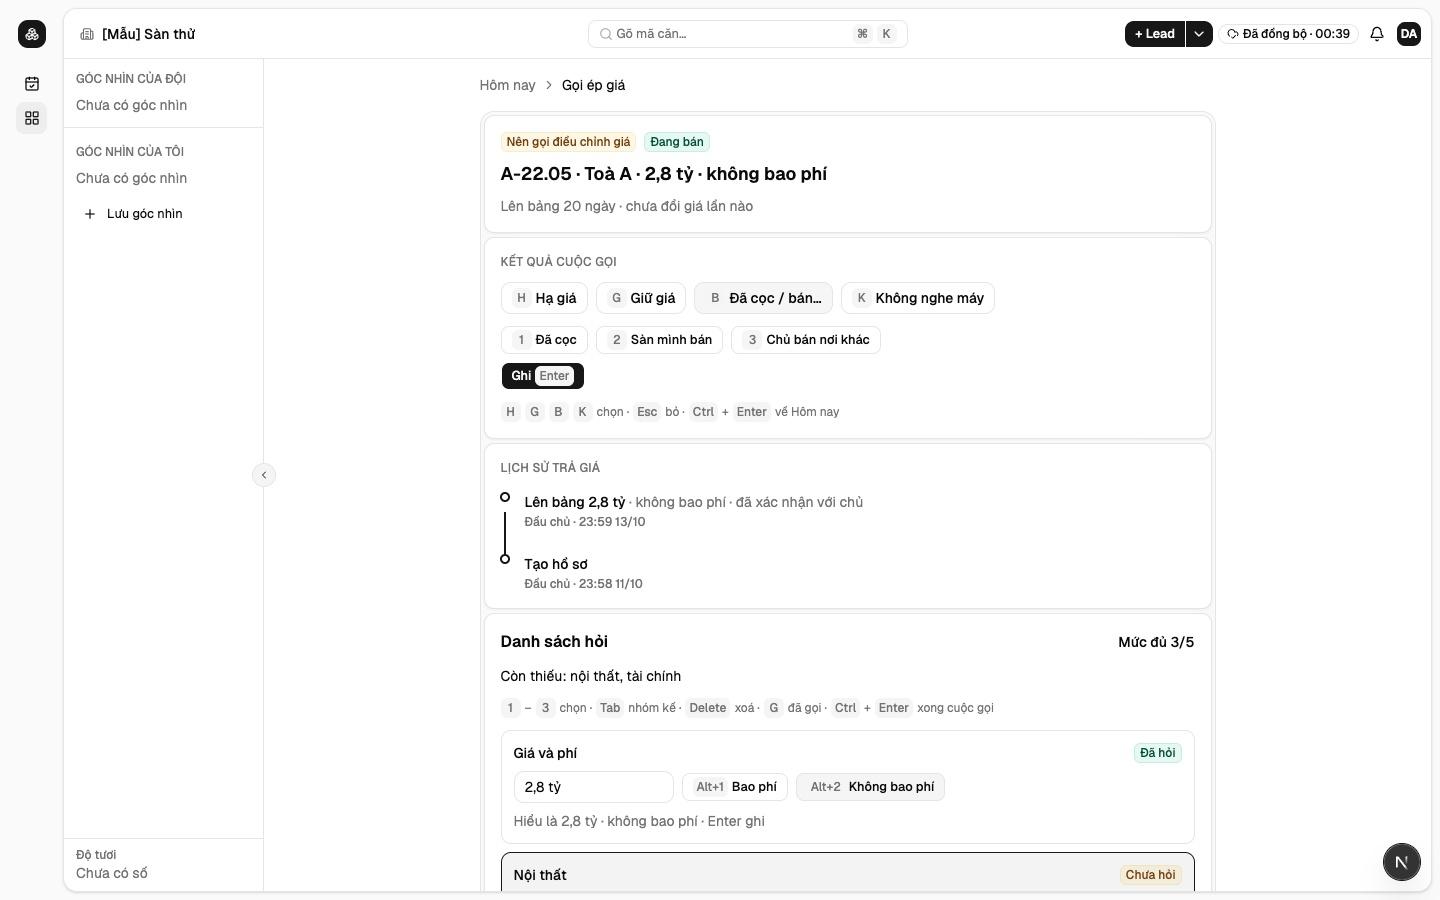 [Mẫu] Sàn thử
Gõ mã căn...
⌘ K
+ Lead
Đã đồng bộ · 00:39
DA
GÓC NHÌN CỦA ĐỘI
Chưa có góc nhìn
GÓC NHÌN CỦA TÔI
Chưa có góc nhìn
+ Lưu góc nhìn
Độ tươi
Chưa có số
Hôm nay > Gọi ép giá
Nên gọi điều chỉnh giá Đang bán
A-22.05 · Toà A · 2,8 tỷ · không bao phí
Lên bảng 20 ngày · chưa đổi giá lần nào
KẾT QUẢ CUỘC GỌI
H Hạ giá G Giữ giá B Đã cọc / bán... K Không nghe máy
1 Đã cọc 2 Sàn mình bán 3 Chủ bán nơi khác
Ghi Enter
H G B K chọn · Esc bỏ · Ctrl + Enter về Hôm nay
LỊCH SỬ TRẢ GIÁ
Lên bảng 2,8 tỷ · không bao phí · đã xác nhận với chủ
Đầu chủ · 23:59 13/10
Tạo hồ sơ
Đầu chủ · 23:58 11/10
Danh sách hỏi
Mức đủ 3/5
Còn thiếu: nội thất, tài chính
1 – 3 chọn · Tab nhóm kế · Delete xoá · G đã gọi · Ctrl + Enter xong cuộc gọi
Giá và phí
Đã hỏi
2,8 tỷ
Alt+1 Bao phí Alt+2 Không bao phí
Hiểu là 2,8 tỷ · không bao phí · Enter ghi
Nội thất
Chưa hỏi
N